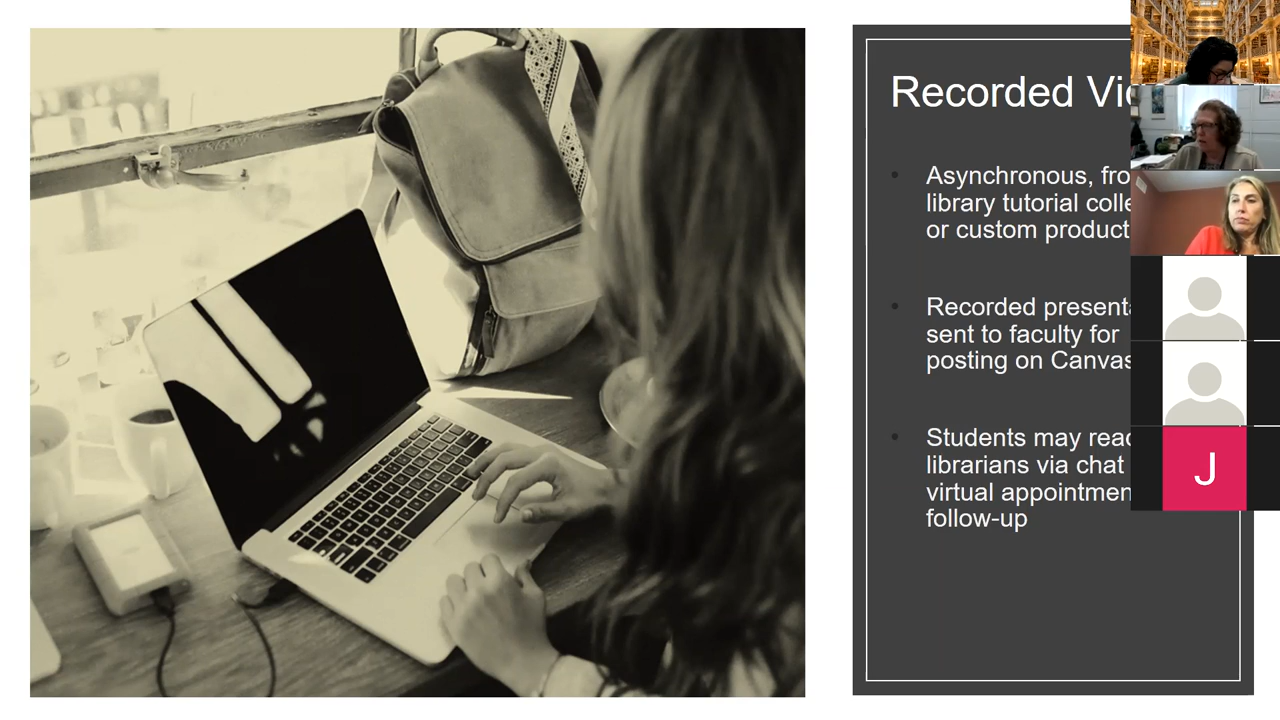 Recorded Vi
Asynchronous, fro
library tutorial colle
or custom product
Recorded present
sent to faculty for
posting on Canvas
Students may reac
librarians via chat
virtual appointmen
follow-up
J